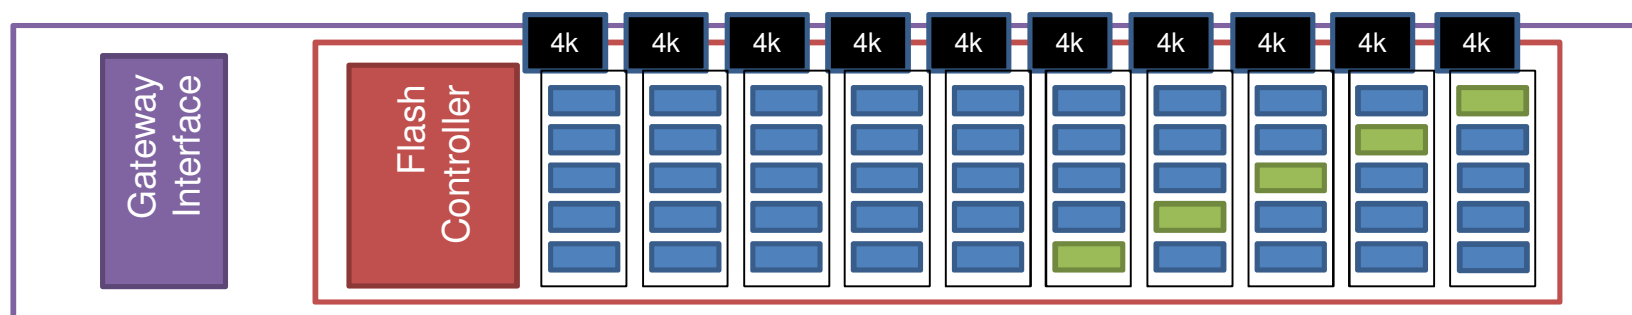 4k 4k 4k 4k 4k 4k 4k 4k 4k 4k
Gateway
Interface
Flash
Controller